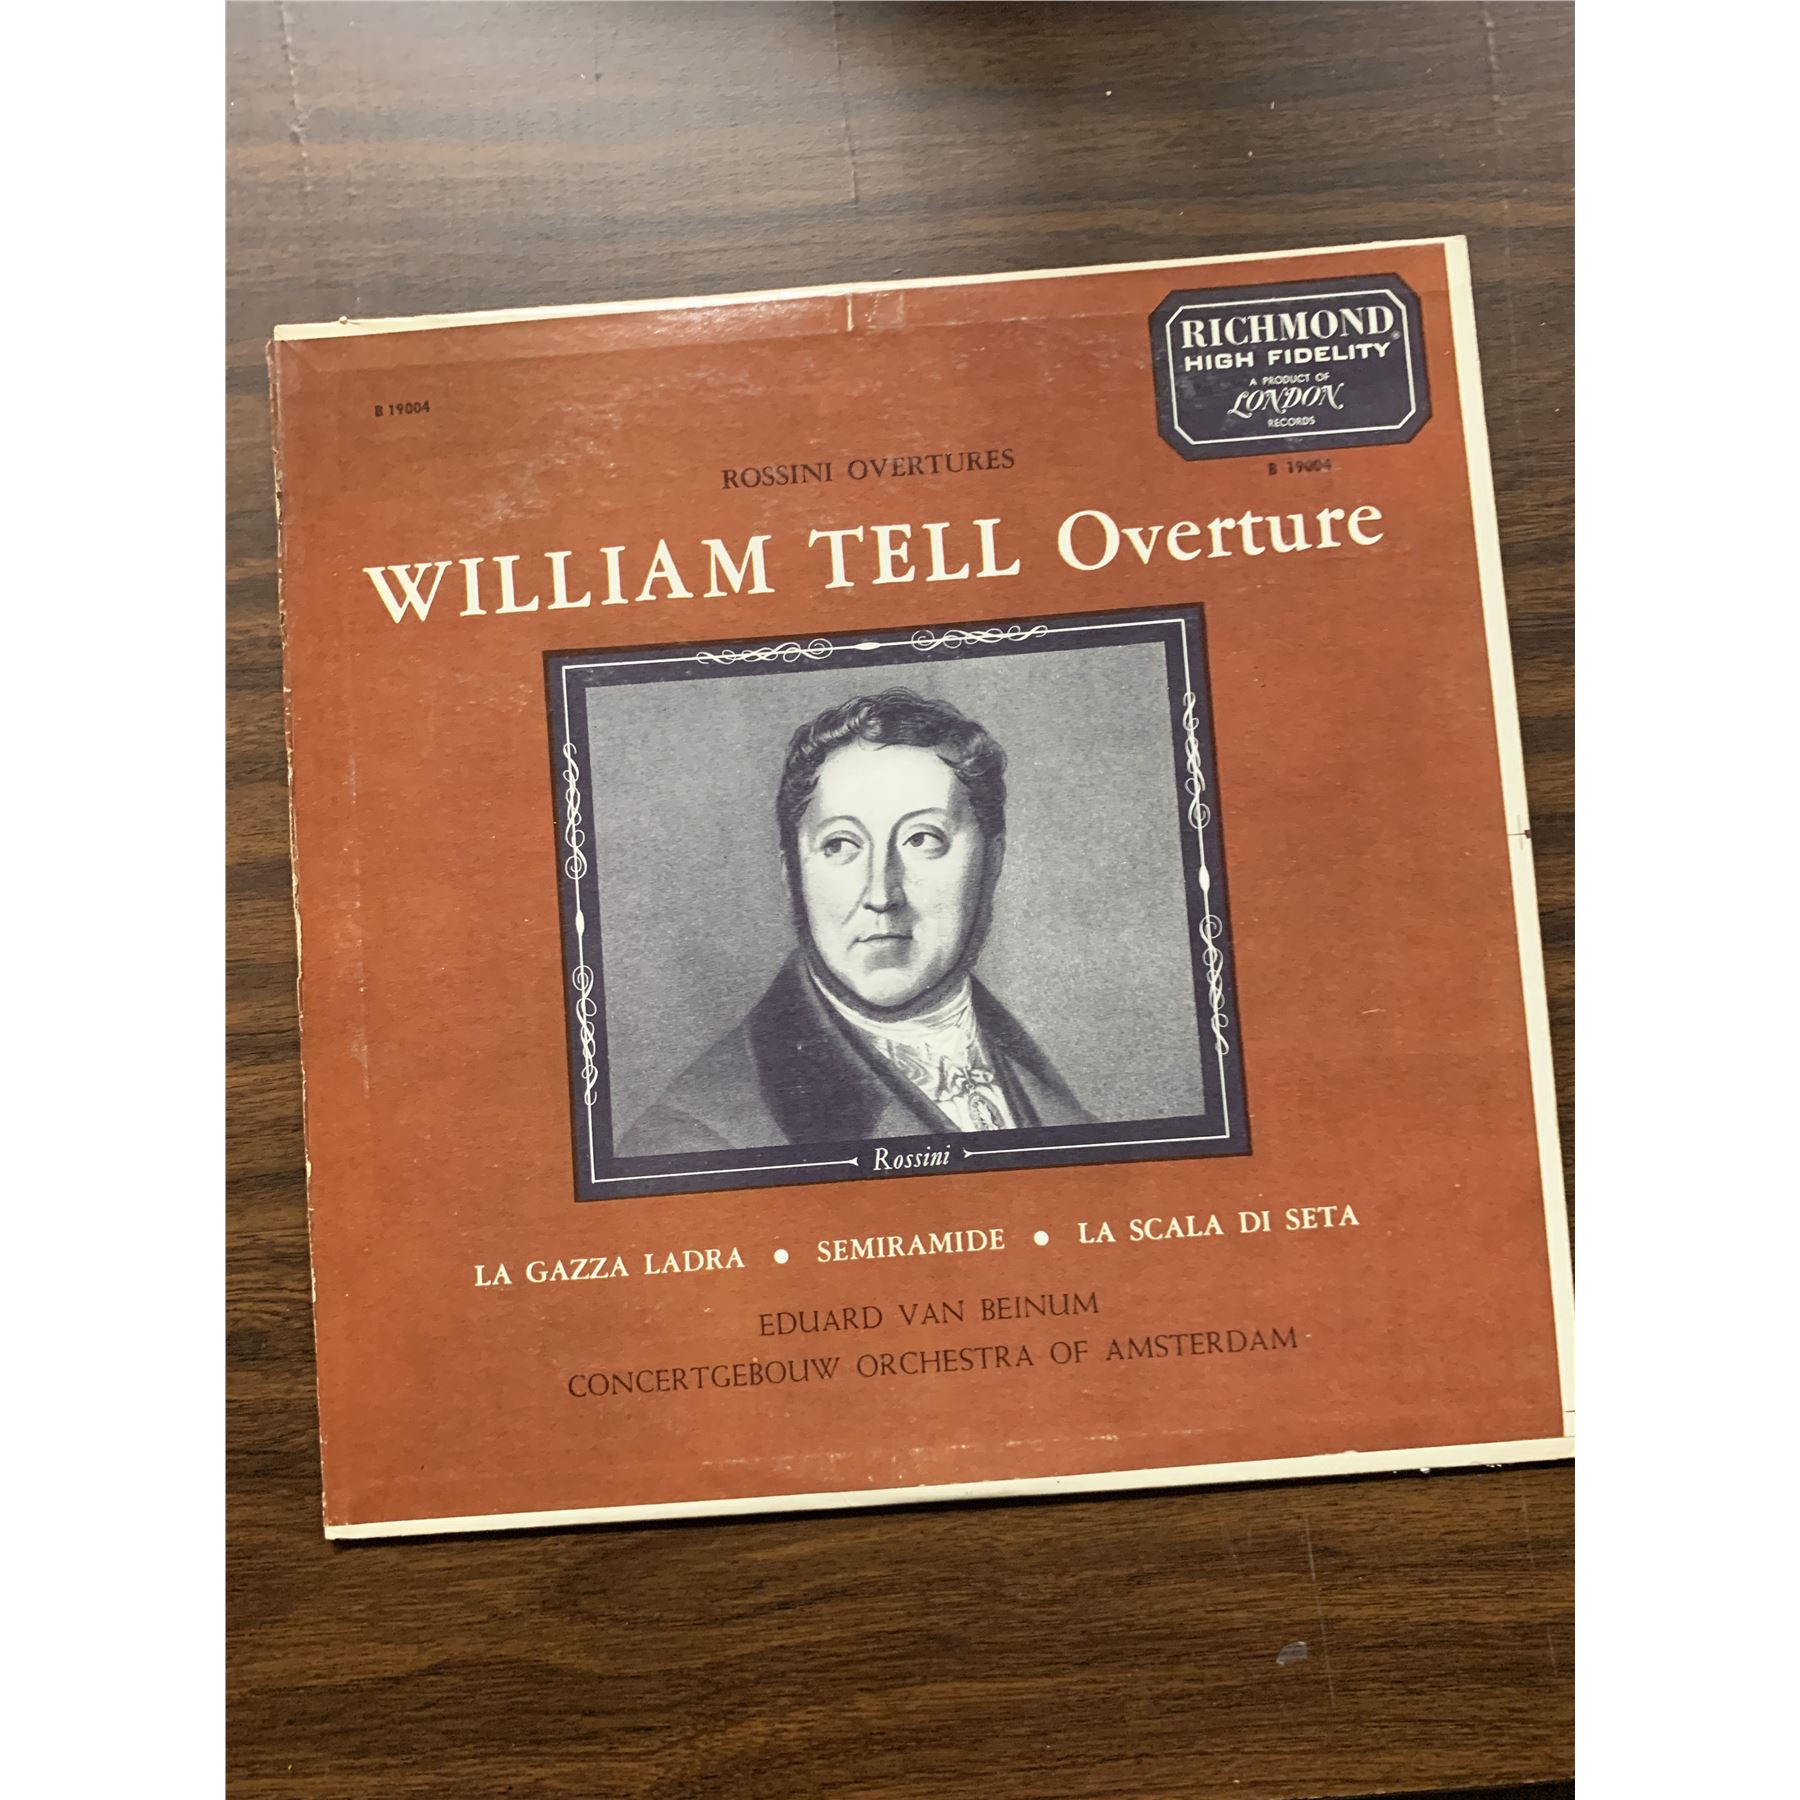 RICHMOND®
HIGH FIDELITY
A PRODUCT OF
LONDON
RECORDS
B 19004
B 19004
ROSSINI OVERTURES
WILLIAM TELL Overture
Rossini
LA GAZZA LADRA • SEMIRAMIDE • LA SCALA DI SETA
EDUARD VAN BEINUM
CONCERTGEBOUW ORCHESTRA OF AMSTERDAM